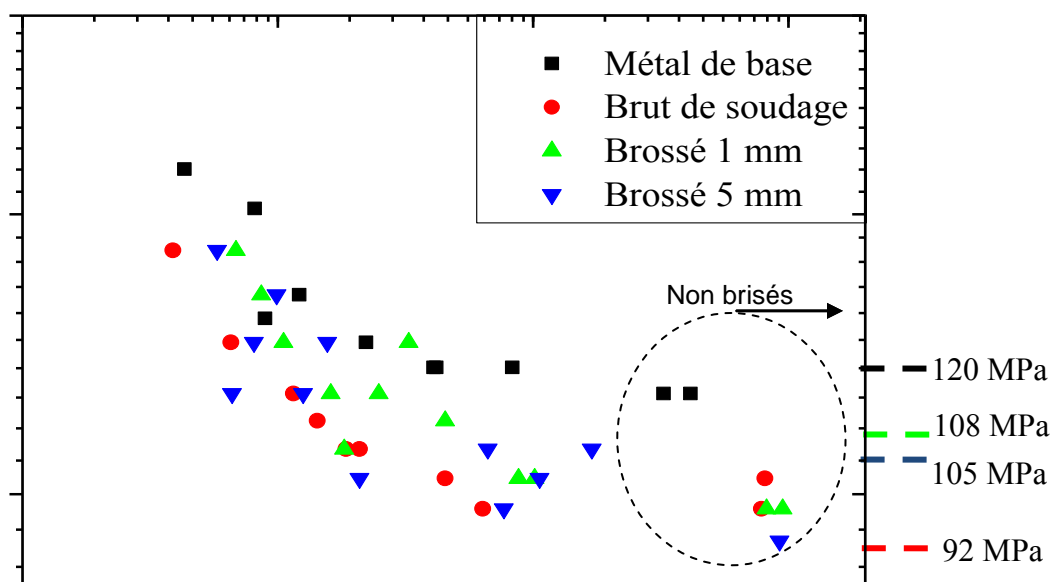 Métal de base
Brut de soudage
Brossé 1 mm
Brossé 5 mm
Non brisés
120 MPa
108 MPa
105 MPa
92 MPa